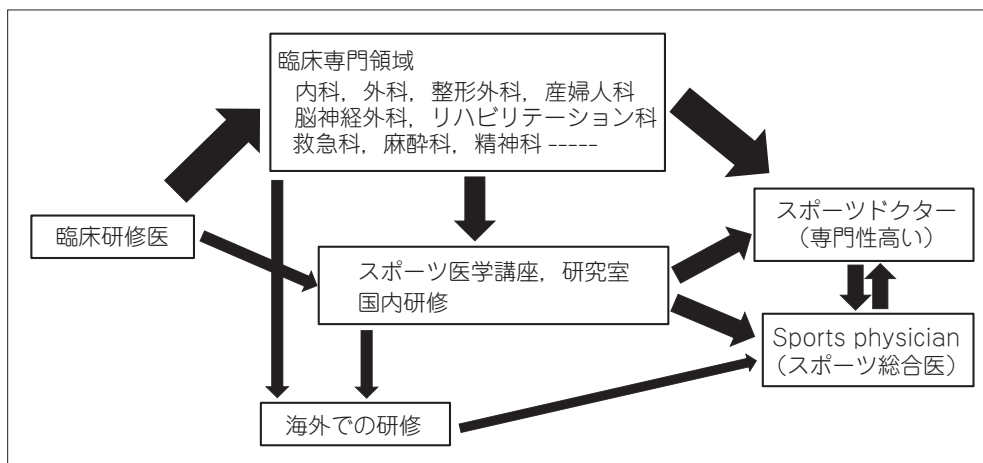 臨床専門領域
内科，外科，整形外科，産婦人科
脳神経外科，リハビリテーション科
救急科，麻酔科，精神科 -----
臨床研修医
スポーツ医学講座，研究室
国内研修
海外での研修
スポーツドクター
（専門性高い）
Sports physician
（スポーツ総合医）